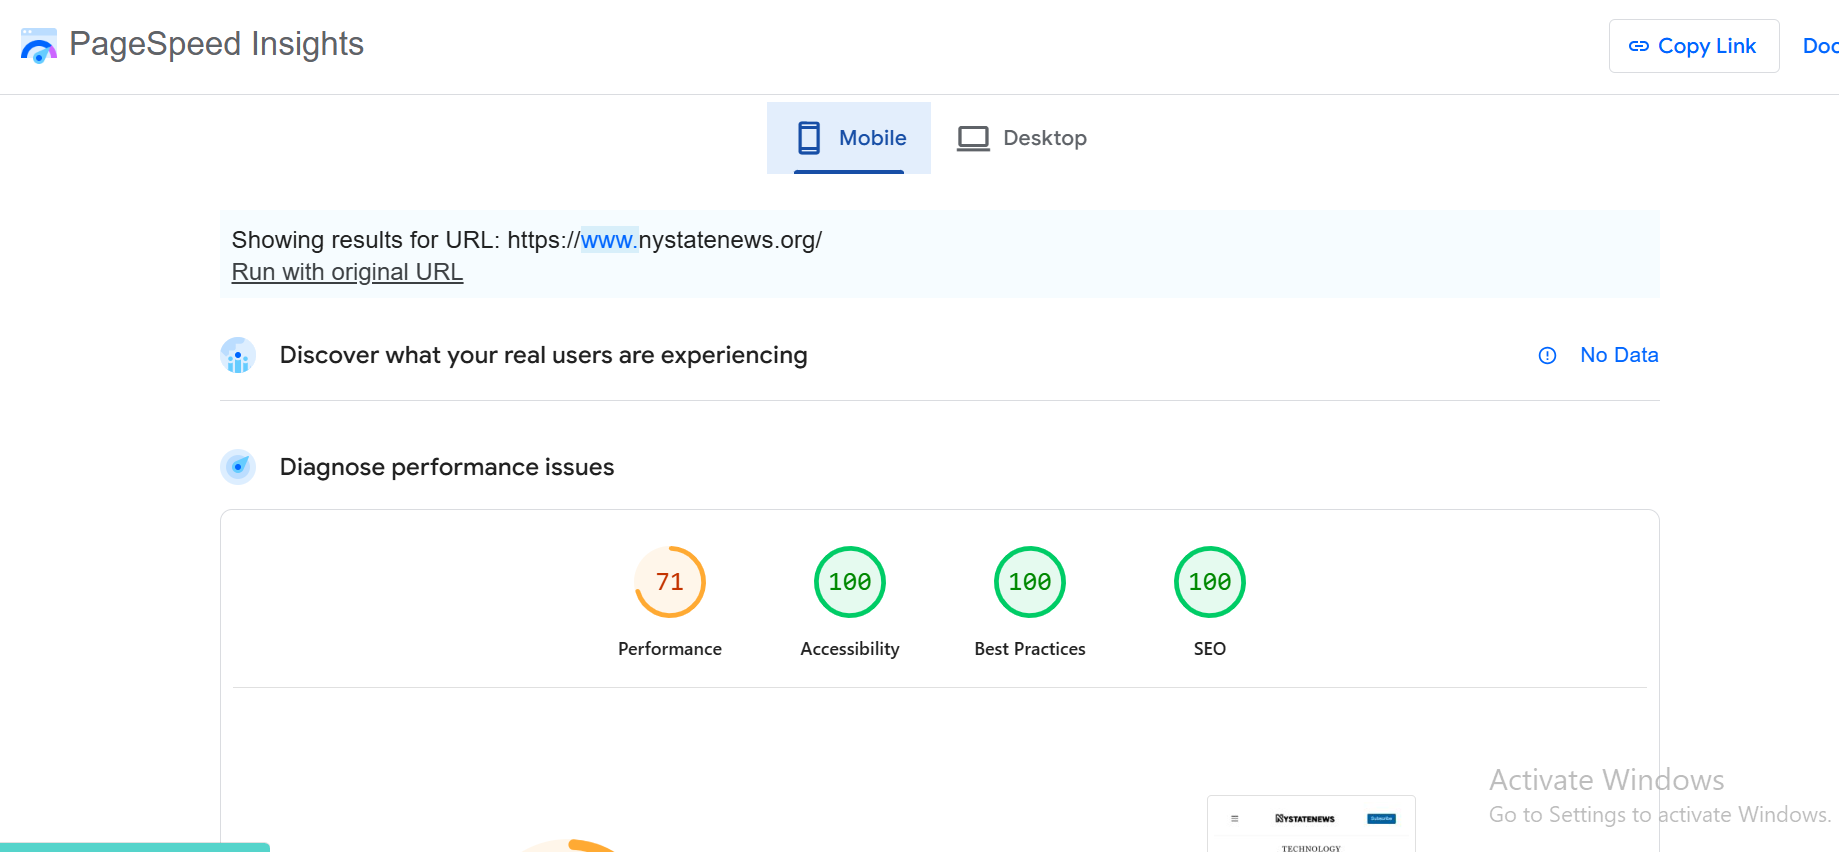 PageSpeed Insights
Copy Link
Mobile
Desktop
Showing results for URL: https://www.nystatenews.org/
Run with original URL
Discover what your real users are experiencing
No Data
Diagnose performance issues
71
100
100
100
Performance
Accessibility
Best Practices
SEO
Activate Windows
Go to Settings to activate Windows.
NYSTATENEWS
Subscribe
TECHNOLOGY